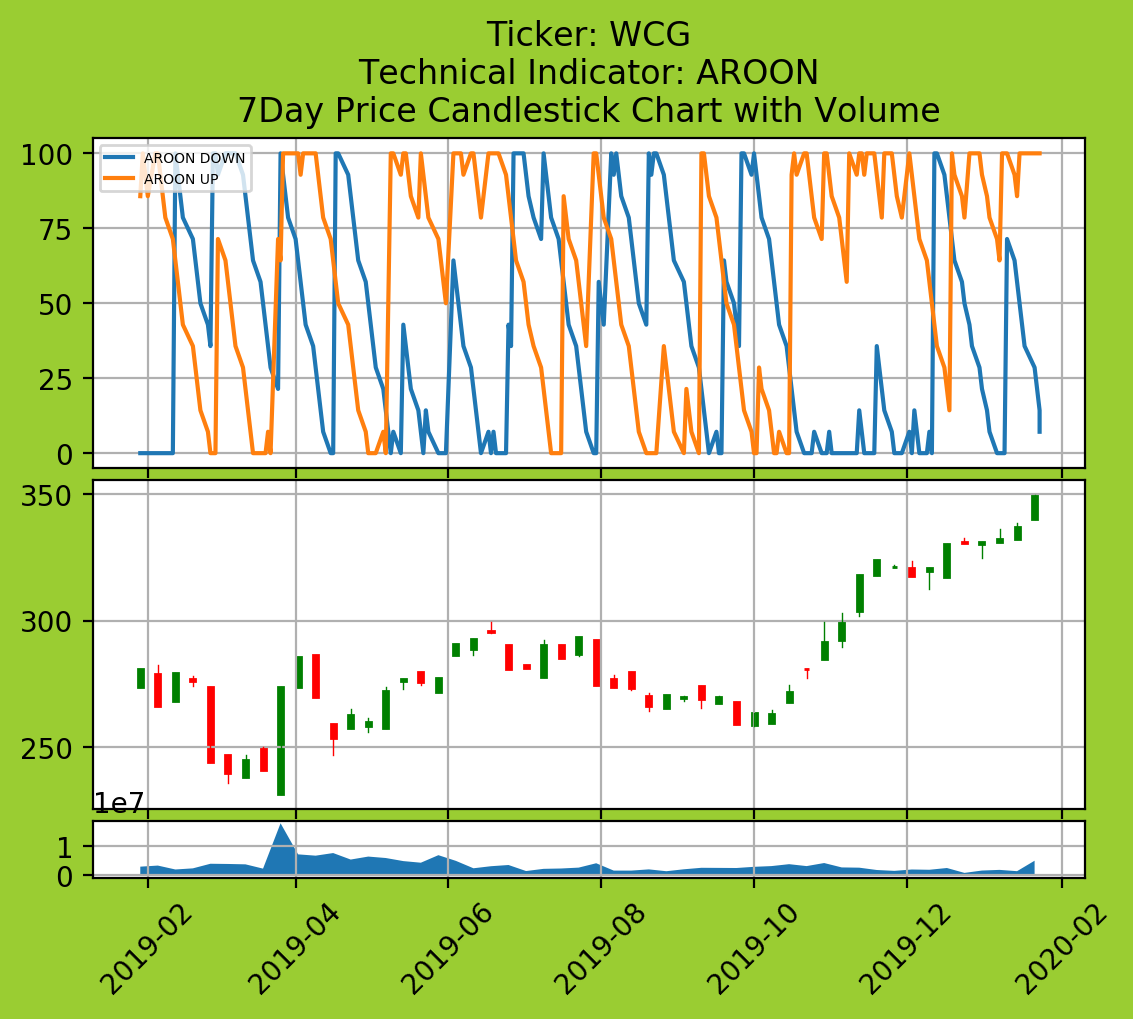 Ticker: WCG
Technical Indicator: AROON
7Day Price Candlestick Chart with Volume
100
75
50
25
0
AROON DOWN
AROON UP
350
300
250
1e7
1
0
2019-02
2019-04
2019-06
2019-08
2019-10
2019-12
2020-02